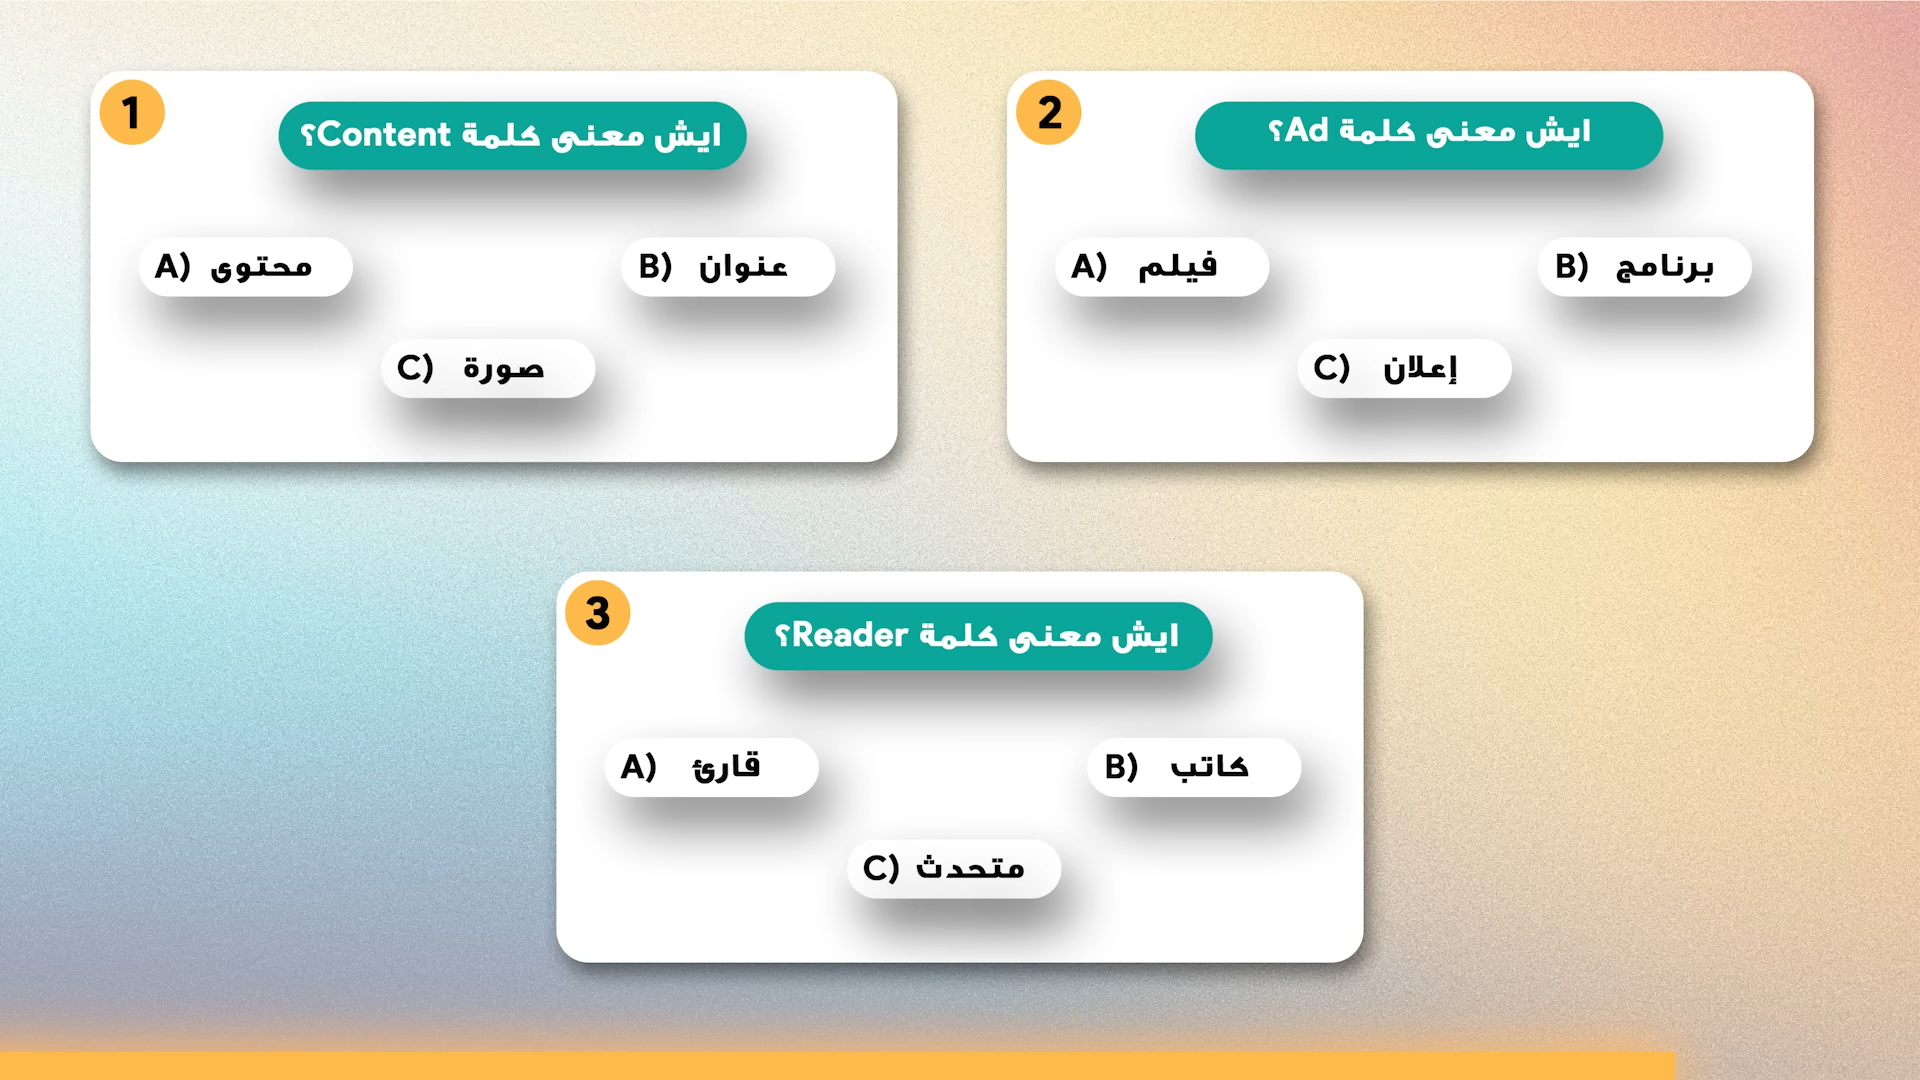 1
ايش معنى كلمة Content؟
A) محتوى
B) عنوان
C) صورة
2
ايش معنى كلمة Ad؟
A) فيلم
B) برنامج
C) إعلان
3
ايش معنى كلمة Reader؟
A) قارئ
B) كاتب
C) متحدث